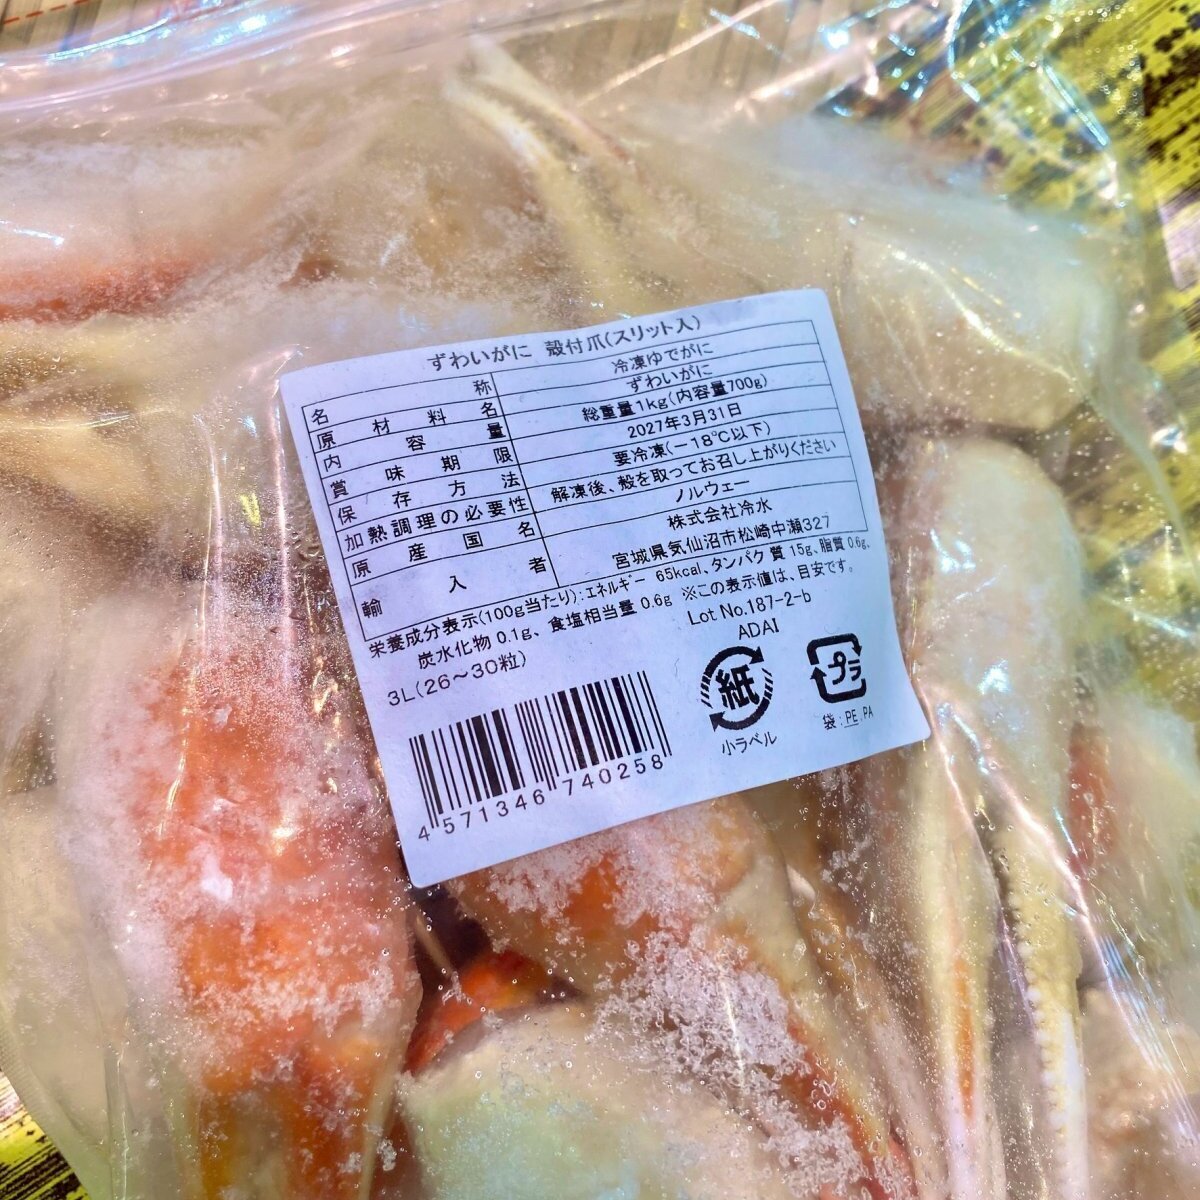 ずわいがに 殻付爪(スリット入)
名称 冷凍ゆでがに
原材料名 ずわいがに
内容量 総重量1kg(内容量700g)
賞味期限 2027年3月31日
保存方法 要冷凍(－18℃以下)
加熱調理の必要性 解凍後、殻を取ってお召し上がりください
原産国名 ノルウェー
輸入者 株式会社冷水
宮城県気仙沼市松崎中瀬327
栄養成分表示(100g当たり):エネルギー 65kcal、タンパク質 15g、脂質 0.6g、
炭水化物 0.1g、食塩相当量 0.6g ※この表示値は、目安です。
Lot No.187-2-b
3L(26～30粒)
ADAI
紙
プラ
小ラベル
袋:PE.PA
4571346740258